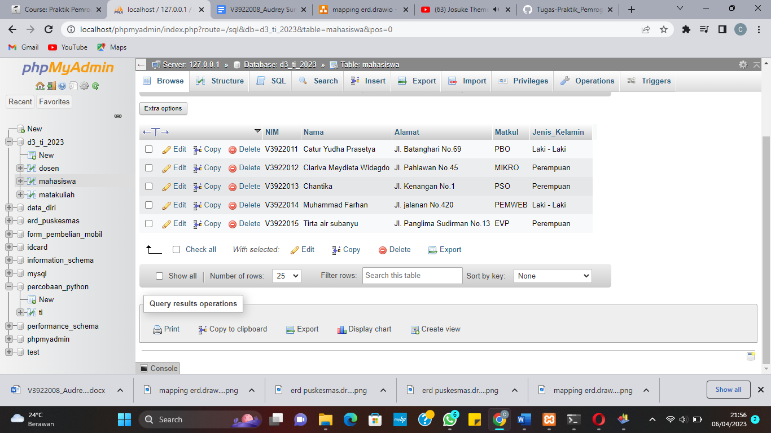 Course: Praktik Pemro
localhost / 127.0.0.1 /
V3922008_Audrey Su
mapping erd.drawio
(63) Josuke Them
Tugas-Praktik_Pemro
localhost/phpmyadmin/index.php?route=/sql&db=d3_ti_2023&table=mahasiswa&pos=0
Gmail YouTube Maps
phpMyAdmin
Recent Favorites
New
d3_ti_2023
New
dosen
mahasiswa
matakuliah
data_diri
erd_puskesmas
form_pembelian_mobil
idcard
information_schema
mysql
percobaan_python
New
ti
performance_schema
phpmyadmin
test
Server: 127.0.0.1 » Database: d3_ti_2023 » Table: mahasiswa
Browse Structure SQL Search Insert Export Import Privileges Operations Triggers
Extra options
NIM Nama Alamat Matkul Jenis_Kelamin
Edit Copy Delete V3922011 Catur Yudha Prasetya Jl. Batanghari No.69 PBO Laki - Laki
Edit Copy Delete V3922012 Clariva Meydieta Widagdo Jl. Pahlawan No.45 MIKRO Perempuan
Edit Copy Delete V3922013 Chantika Jl. Kenangan No.1 PSO Perempuan
Edit Copy Delete V3922014 Muhammad Farhan Jl. jalanan No.420 PEMWEB Laki - Laki
Edit Copy Delete V3922015 Tirta air subanyu Jl. Panglima Sudirman No.13 EVP Perempuan
Check all With selected: Edit Copy Delete Export
Show all Number of rows: 25 Filter rows: Search this table Sort by key: None
Query results operations
Print Copy to clipboard Export Display chart Create view
Console
V3922008_Audre....docx
mapping erd.draw....png
erd puskesmas.dr....png
erd puskesmas.dr....png
mapping erd.draw....png
Show all
24°C
Berawan
Search
21:56
06/04/2023